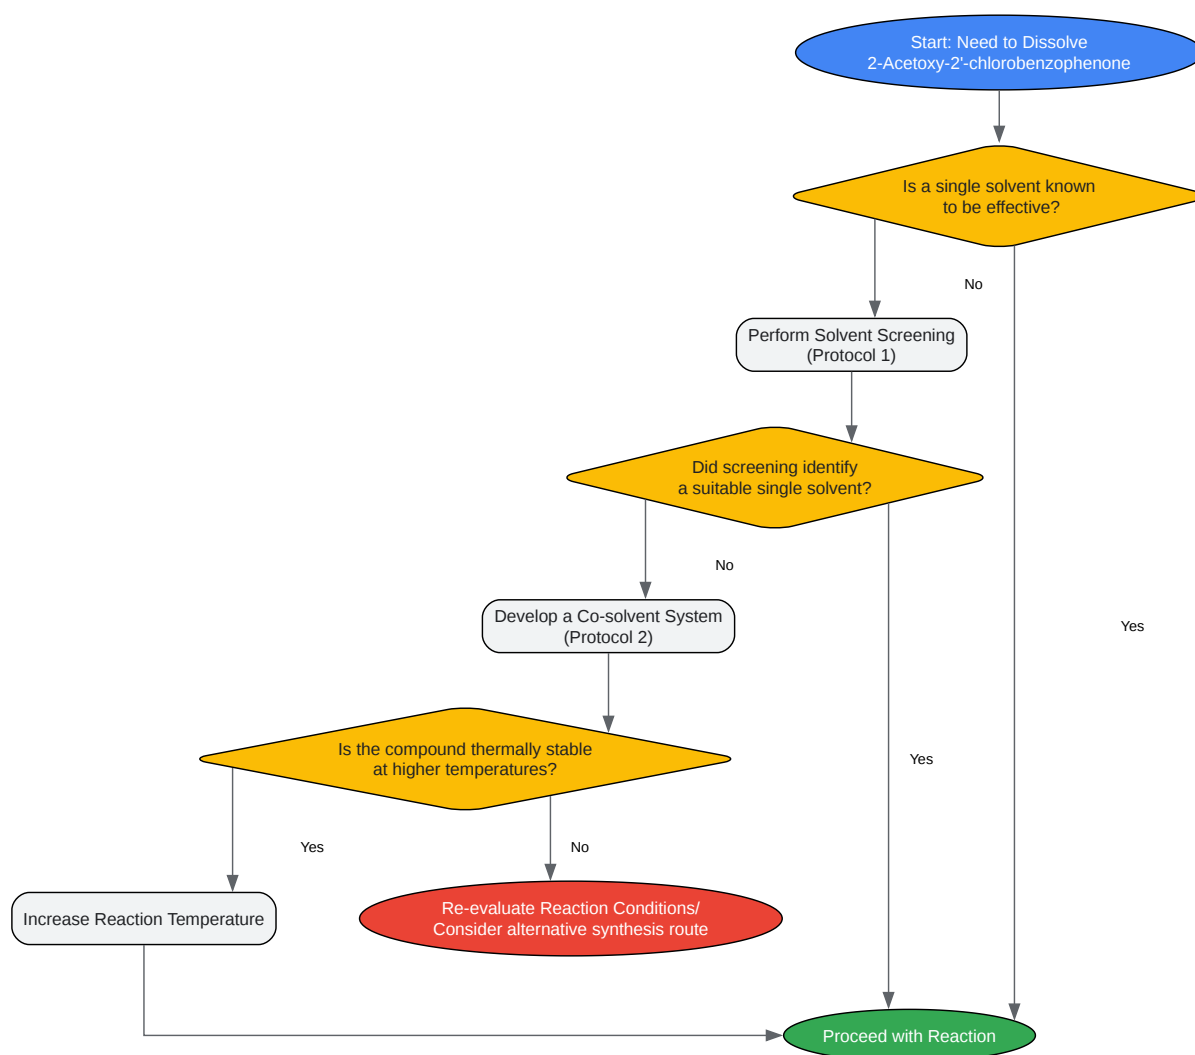 Start: Need to Dissolve
2-Acetoxy-2'-chlorobenzophenone
Is a single solvent known
to be effective?
No
Perform Solvent Screening
(Protocol 1)
Did screening identify
a suitable single solvent?
No
Develop a Co-solvent System
(Protocol 2)
Yes
Is the compound thermally stable
at higher temperatures?
Yes
Yes
No
Increase Reaction Temperature
Re-evaluate Reaction Conditions/
Consider alternative synthesis route
Proceed with Reaction